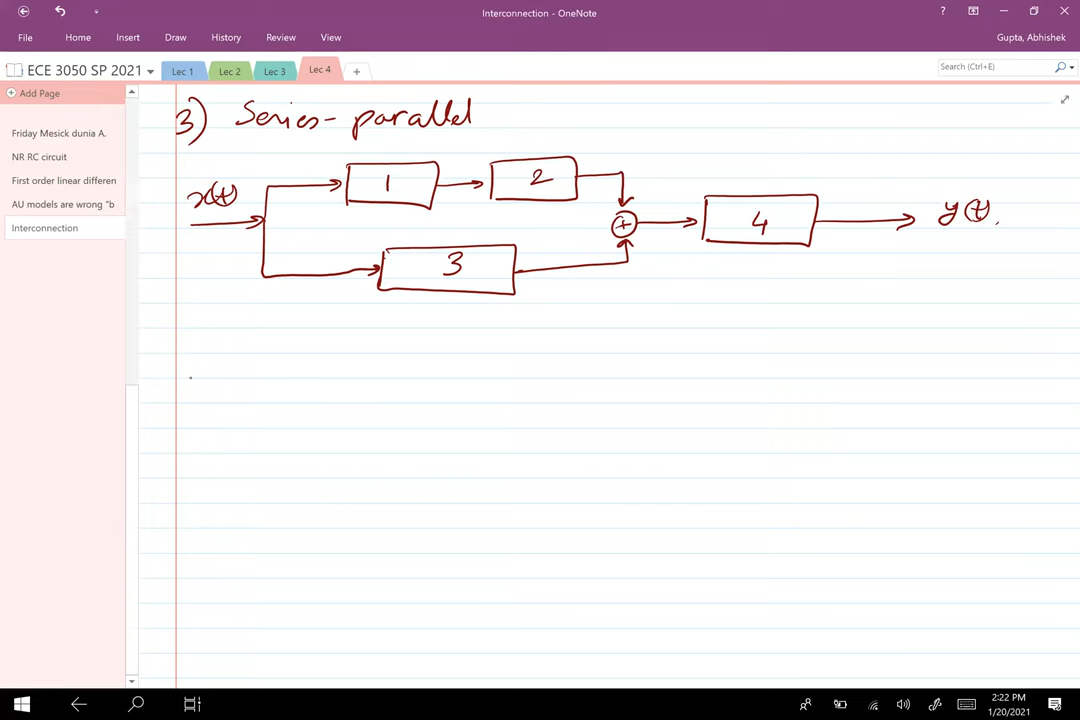 Interconnection - OneNote
?
File Home Insert Draw History Review View
Gupta, Abhishek
ECE 3050 SP 2021
Lec 1 Lec 2 Lec 3 Lec 4
Search (Ctrl+E)
Add Page
Friday Mesick dunia A.
NR RC circuit
First order linear differen
AU models are wrong "b
Interconnection
3) Series-parallel
x(t)
1
2
+
4
y(t).
3
2:22 PM
1/20/2021